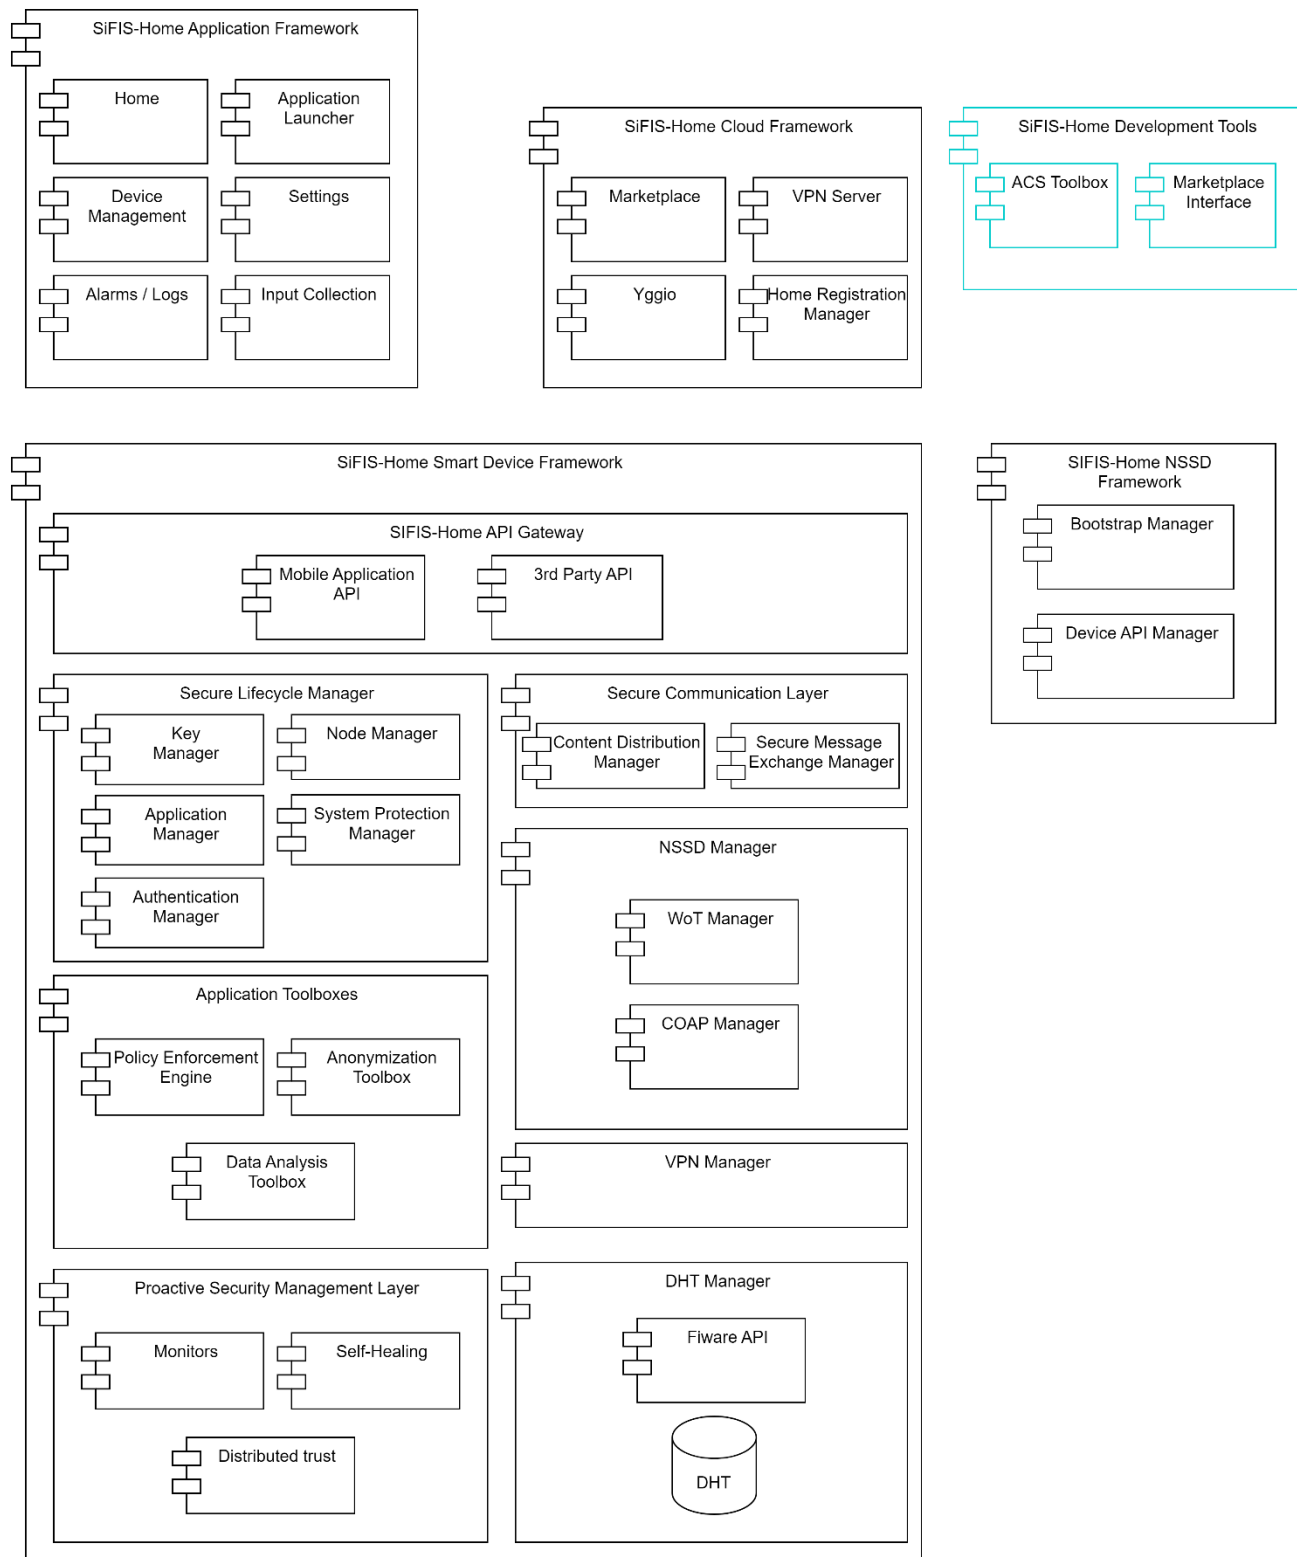 SiFIS-Home Application Framework
Home
Application
Launcher
Device
Management
Settings
Alarms / Logs
Input Collection
SiFIS-Home Cloud Framework
Marketplace
VPN Server
Yggio
Home Registration
Manager
SiFIS-Home Development Tools
ACS Toolbox
Marketplace
Interface
SiFIS-Home Smart Device Framework
SIFIS-Home API Gateway
Mobile Application
API
3rd Party API
Secure Lifecycle Manager
Key
Manager
Node Manager
Application
Manager
System Protection
Manager
Authentication
Manager
Secure Communication Layer
Content Distribution
Manager
Secure Message
Exchange Manager
NSSD Manager
WoT Manager
COAP Manager
Application Toolboxes
Policy Enforcement
Engine
Anonymization
Toolbox
Data Analysis
Toolbox
VPN Manager
Proactive Security Management Layer
Monitors
Self-Healing
Distributed trust
DHT Manager
Fiware API
DHT
SIFIS-Home NSSD
Framework
Bootstrap Manager
Device API Manager